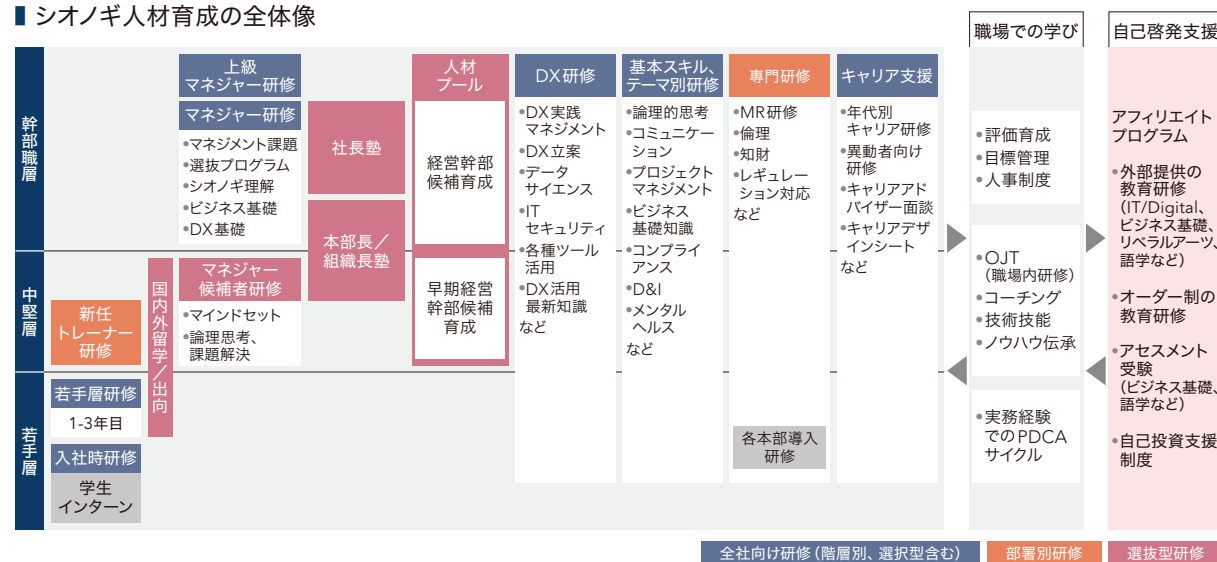 シオノギ人材育成の全体像
職場での学び
自己啓発支援
幹部職層
中堅層
若手層
新任
トレーナー
研修
若手層研修
1-3年目
入社時研修
学生
インターン
国内外留学／出向
上級
マネジャー研修
マネジャー研修
•マネジメント課題
•選抜プログラム
•シオノギ理解
•ビジネス基礎
•DX基礎
マネジャー
候補者研修
•マインドセット
•論理思考、
課題解決
社長塾
本部長／
組織長塾
人材
プール
経営幹部
候補育成
早期経営
幹部候補
育成
DX研修
•DX実践
マネジメント
•DX立案
•データ
サイエンス
•IT
セキュリティ
•各種ツール
活用
•DX活用
最新知識
など
基本スキル、
テーマ別研修
•論理的思考
•コミュニケー
ション
•プロジェクト
マネジメント
•ビジネス
基礎知識
•コンプライ
アンス
•D&I
•メンタル
ヘルス
など
専門研修
•MR研修
•倫理
•知財
•レギュレー
ション対応
など
各本部導入
研修
キャリア支援
•年代別
キャリア研修
•異動者向け
研修
•キャリアアド
バイザー面談
•キャリアデザ
インシート
など
•評価育成
•目標管理
•人事制度
•OJT
（職場内研修）
•コーチング
•技術技能
•ノウハウ伝承
•実務経験
でのPDCA
サイクル
アフィリエイト
プログラム
•外部提供の
教育研修
（IT/Digital、
ビジネス基礎、
リベラルアーツ、
語学など）
•オーダー制の
教育研修
•アセスメント
受験
（ビジネス基礎、
語学など）
•自己投資支援
制度
全社向け研修（階層別、選択型含む）
部署別研修
選抜型研修